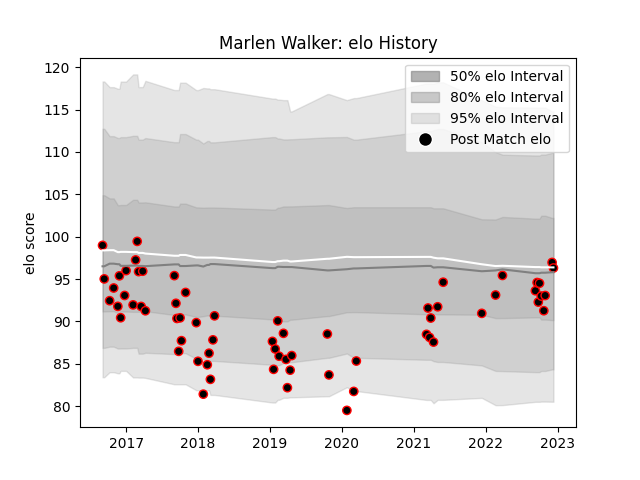 Marlen Walker: elo History
120
115
110
105
100
95
90
85
80
elo score
50% elo Interval
80% elo Interval
95% elo Interval
Post Match elo
2017 2018 2019 2020 2021 2022 2023